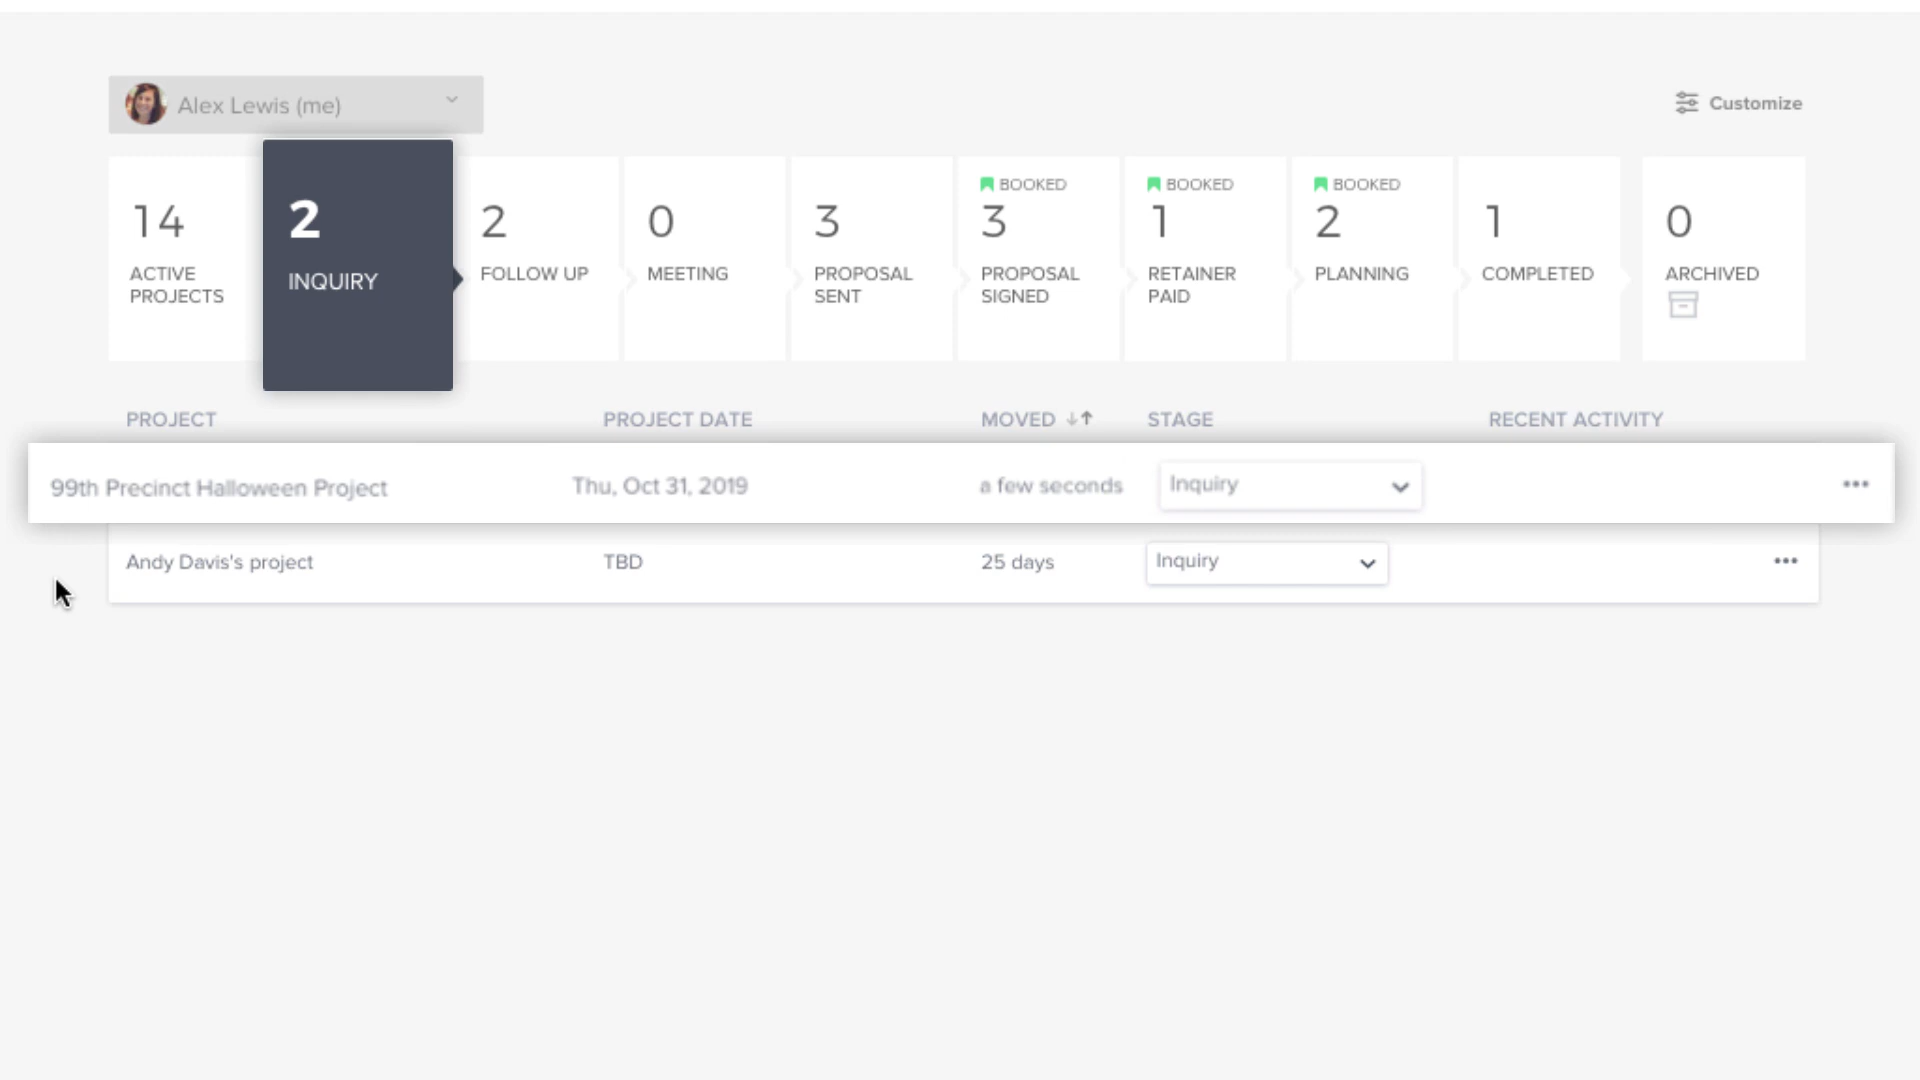 Alex Lewis (me)
Customize
14
ACTIVE
PROJECTS
2
INQUIRY
2
FOLLOW UP
0
MEETING
3
PROPOSAL
SENT
BOOKED
3
PROPOSAL
SIGNED
BOOKED
1
RETAINER
PAID
BOOKED
2
PLANNING
1
COMPLETED
0
ARCHIVED
PROJECT PROJECT DATE MOVED STAGE RECENT ACTIVITY
99th Precinct Halloween Project Thu, Oct 31, 2019 a few seconds Inquiry
Andy Davis's project TBD 25 days Inquiry